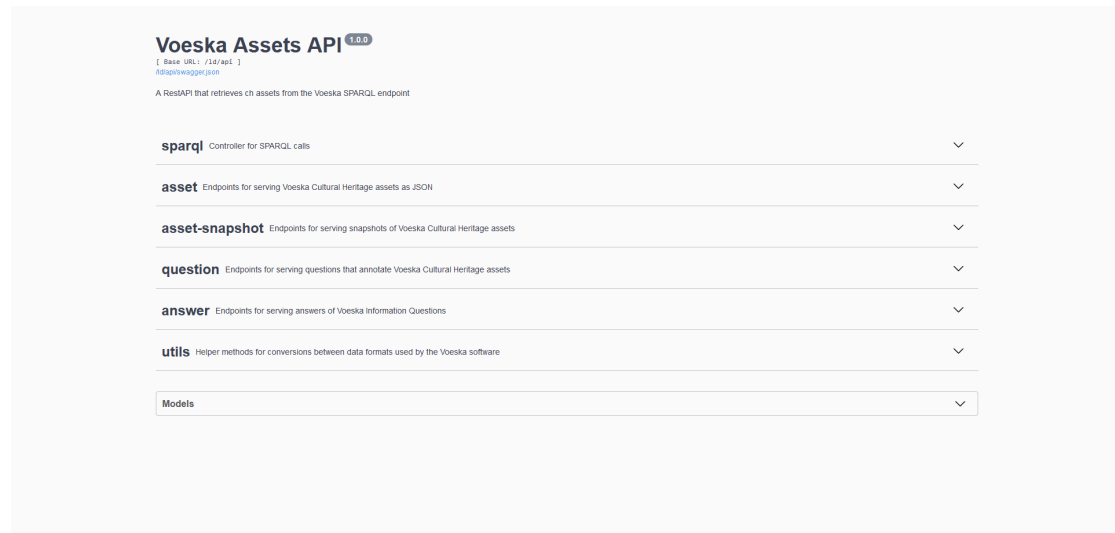 Voeska Assets API 1.0.0
[ Base URL: /ld/api ]
/ld/api/swagger.json
A RestAPI that retrieves ch assets from the Voeska SPARQL endpoint
sparql Controller for SPARQL calls
asset Endpoints for serving Voeska Cultural Heritage assets as JSON
asset-snapshot Endpoints for serving snapshots of Voeska Cultural Heritage assets
question Endpoints for serving questions that annotate Voeska Cultural Heritage assets
answer Endpoints for serving answers of Voeska Information Questions
utils Helper methods for conversions between data formats used by the Voeska software
Models